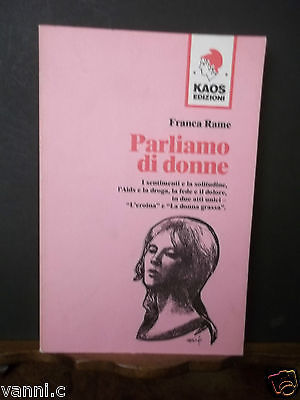 KAOS
EDIZIONI
Franca Rame
Parliamo
di donne
I sentimenti e la solitudine,
l'Aids e la droga, la fede e il dolore,
in due atti unici –
"L'eroina" e "La donna grassa".
vanni.c